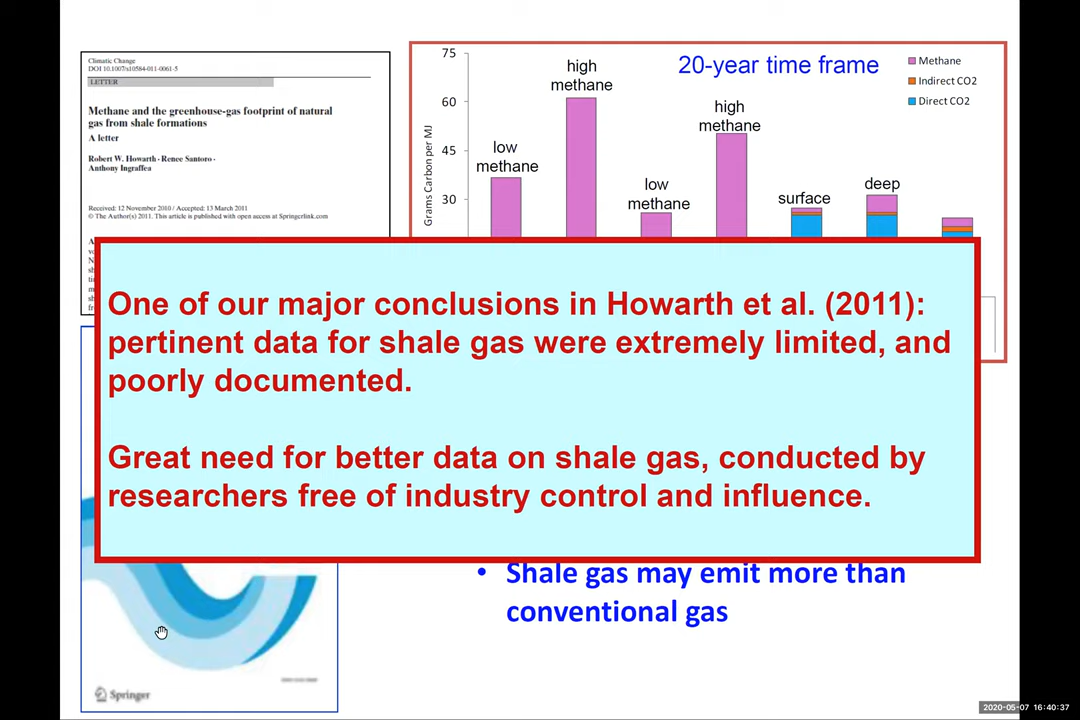 Climatic Change
DOI 10.1007/s10584-011-0061-5
LETTER
Methane and the greenhouse-gas footprint of natural
gas from shale formations
A letter
Robert W. Howarth · Renee Santoro ·
Anthony Ingraffea
Received: 12 November 2010 / Accepted: 13 March 2011
© The Author(s) 2011. This article is published with open access at Springerlink.com
75
60
45
30
Grams Carbon per MJ
20-year time frame
Methane
Indirect CO2
Direct CO2
low
methane
high
methane
low
methane
high
methane
surface
deep
One of our major conclusions in Howarth et al. (2011):
pertinent data for shale gas were extremely limited, and
poorly documented.
Great need for better data on shale gas, conducted by
researchers free of industry control and influence.
• Shale gas may emit more than
conventional gas
Springer
2020-05-07 16:40:37